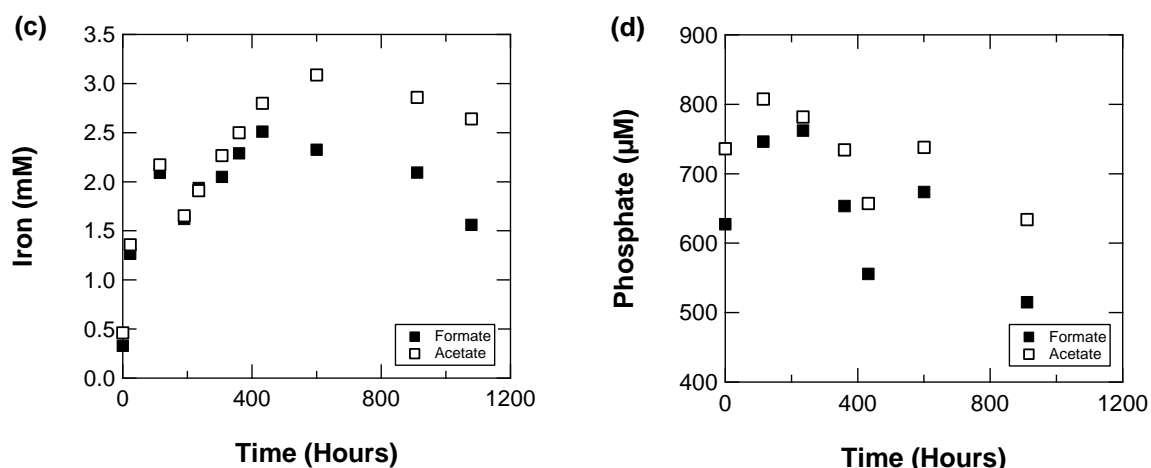 (c)
3.5
3.0
2.5
2.0
1.5
1.0
0.5
0.0
Iron (mM)
Formate
Acetate
0 400 800 1200
Time (Hours)
(d)
900
800
700
600
500
400
Phosphate (µM)
Formate
Acetate
0 400 800 1200
Time (Hours)